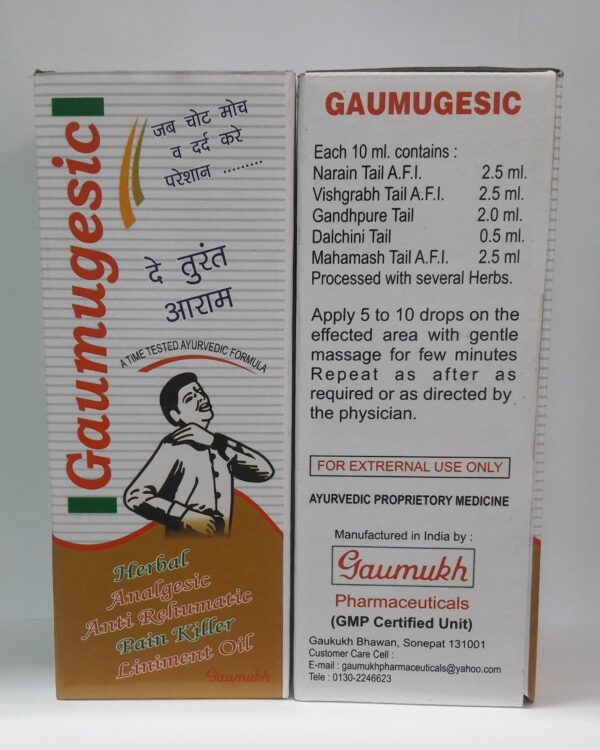 Gaumugesic
जब चोट मोच
व दर्द करे
परेशान .........
दे तुरंत
आराम
A TIME TESTED AYURVEDIC FORMULA
Herbal
Analgesic
Anti Rehumatic
Pain Killer
Liniment Oil
Gaumukh
GAUMUGESIC
Each 10 ml. contains :
Narain Tail A.F.I. 2.5 ml.
Vishgrabh Tail A.F.I. 2.5 ml.
Gandhpure Tail 2.0 ml.
Dalchini Tail 0.5 ml.
Mahamash Tail A.F.I. 2.5 ml
Processed with several Herbs.
Apply 5 to 10 drops on the
effected area with gentle
massage for few minutes
Repeat as after as
required or as directed by
the physician.
FOR EXTRERNAL USE ONLY
AYURVEDIC PROPRIETORY MEDICINE
Manufactured in India by :
Gaumukh
Pharmaceuticals
(GMP Certified Unit)
Gaukukh Bhawan, Sonepat 131001
Customer Care Cell :
E-mail : gaumukhpharmaceuticals@yahoo.com
Tele : 0130-2246623